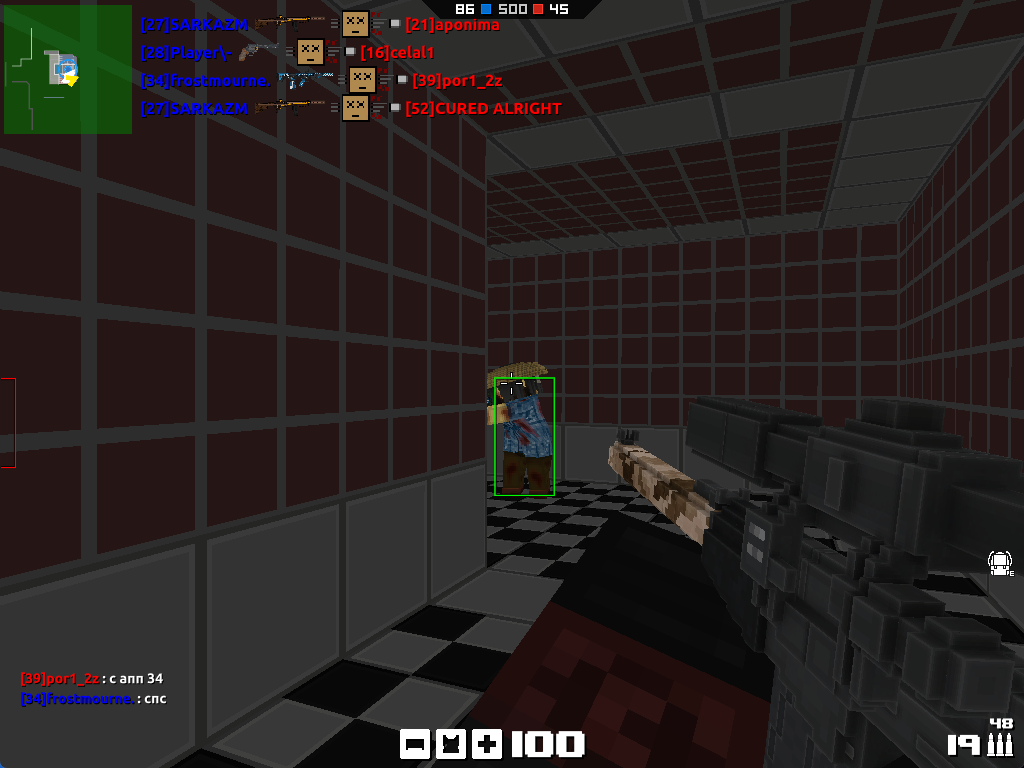 86 500 45
[27]SARKAZM [21]aponima
[28]Player\- [16]celal1
[34]frostmourne. [39]por1_2z
[27]SARKAZM [52]CURED ALRIGHT
[39]por1_2z : с апп 34
[34]frostmourne. : спс
E
100
48
19